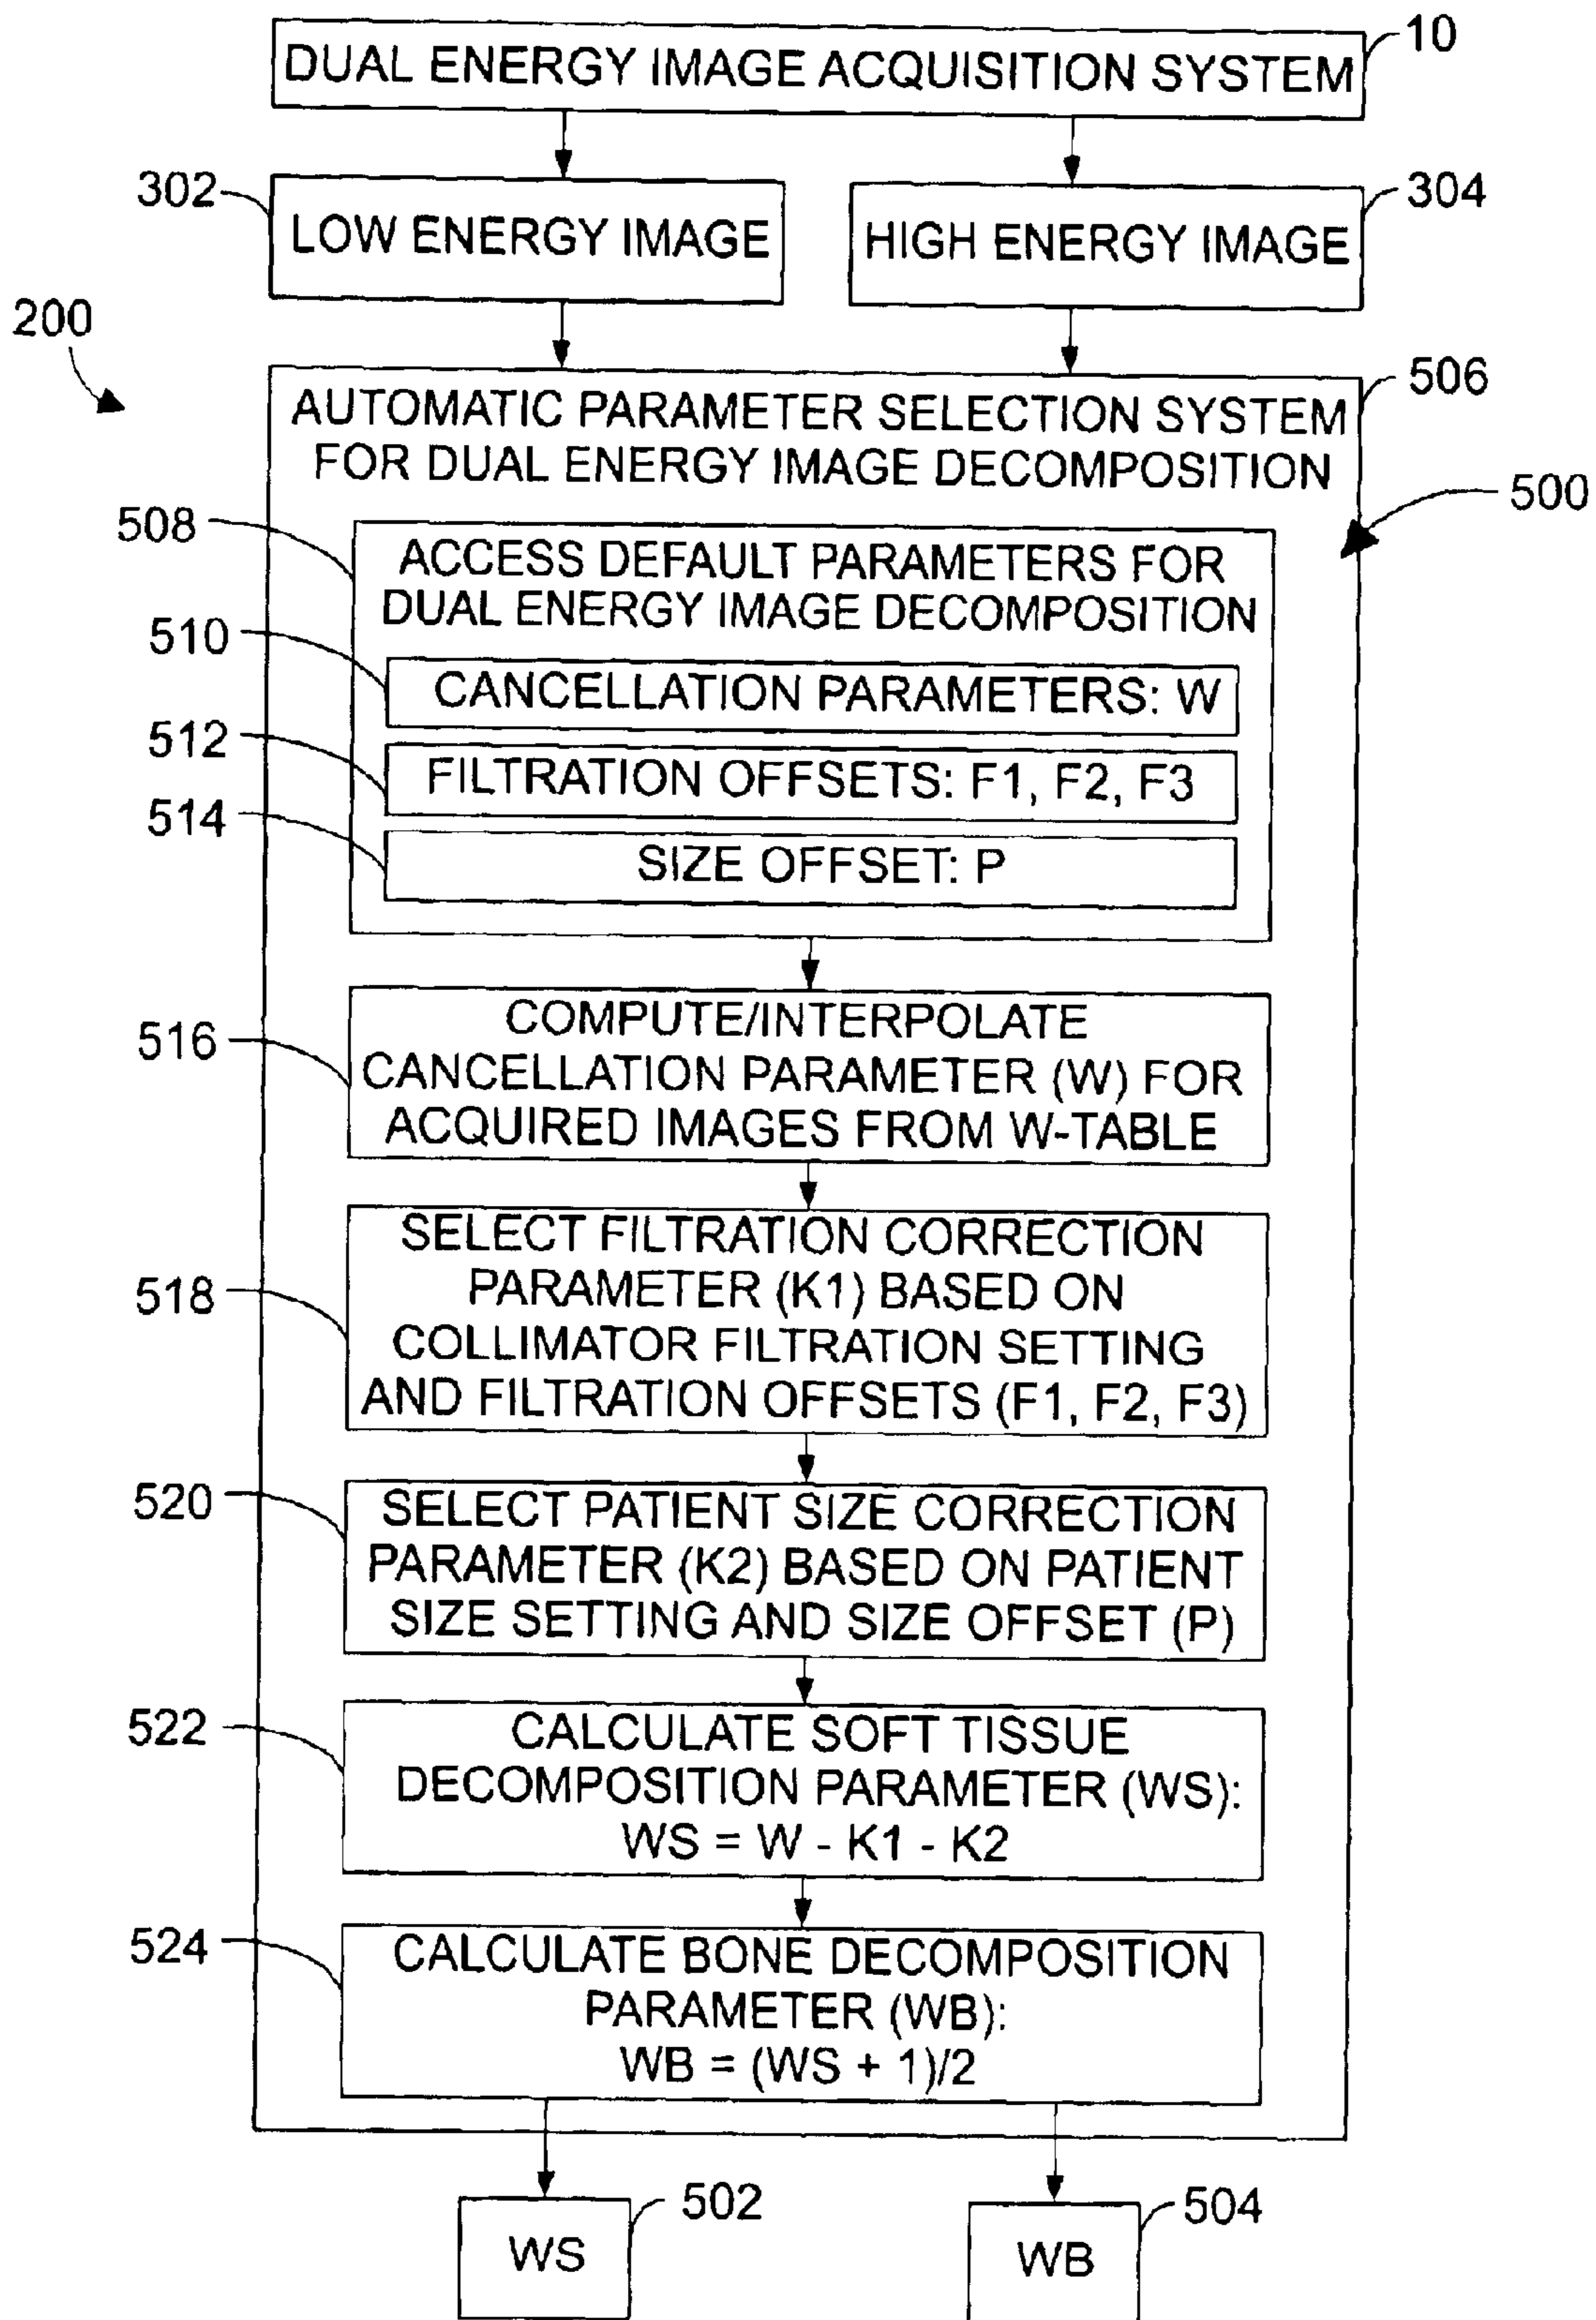 DUAL ENERGY IMAGE ACQUISITION SYSTEM
10
302
LOW ENERGY IMAGE
HIGH ENERGY IMAGE
304
200
506
AUTOMATIC PARAMETER SELECTION SYSTEM
FOR DUAL ENERGY IMAGE DECOMPOSITION
500
508
ACCESS DEFAULT PARAMETERS FOR
DUAL ENERGY IMAGE DECOMPOSITION
510
CANCELLATION PARAMETERS: W
512
FILTRATION OFFSETS: F1, F2, F3
514
SIZE OFFSET: P
516
COMPUTE/INTERPOLATE
CANCELLATION PARAMETER (W) FOR
ACQUIRED IMAGES FROM W-TABLE
518
SELECT FILTRATION CORRECTION
PARAMETER (K1) BASED ON
COLLIMATOR FILTRATION SETTING
AND FILTRATION OFFSETS (F1, F2, F3)
520
SELECT PATIENT SIZE CORRECTION
PARAMETER (K2) BASED ON PATIENT
SIZE SETTING AND SIZE OFFSET (P)
522
CALCULATE SOFT TISSUE
DECOMPOSITION PARAMETER (WS):
WS = W - K1 - K2
524
CALCULATE BONE DECOMPOSITION
PARAMETER (WB):
WB = (WS + 1)/2
502
WS
504
WB